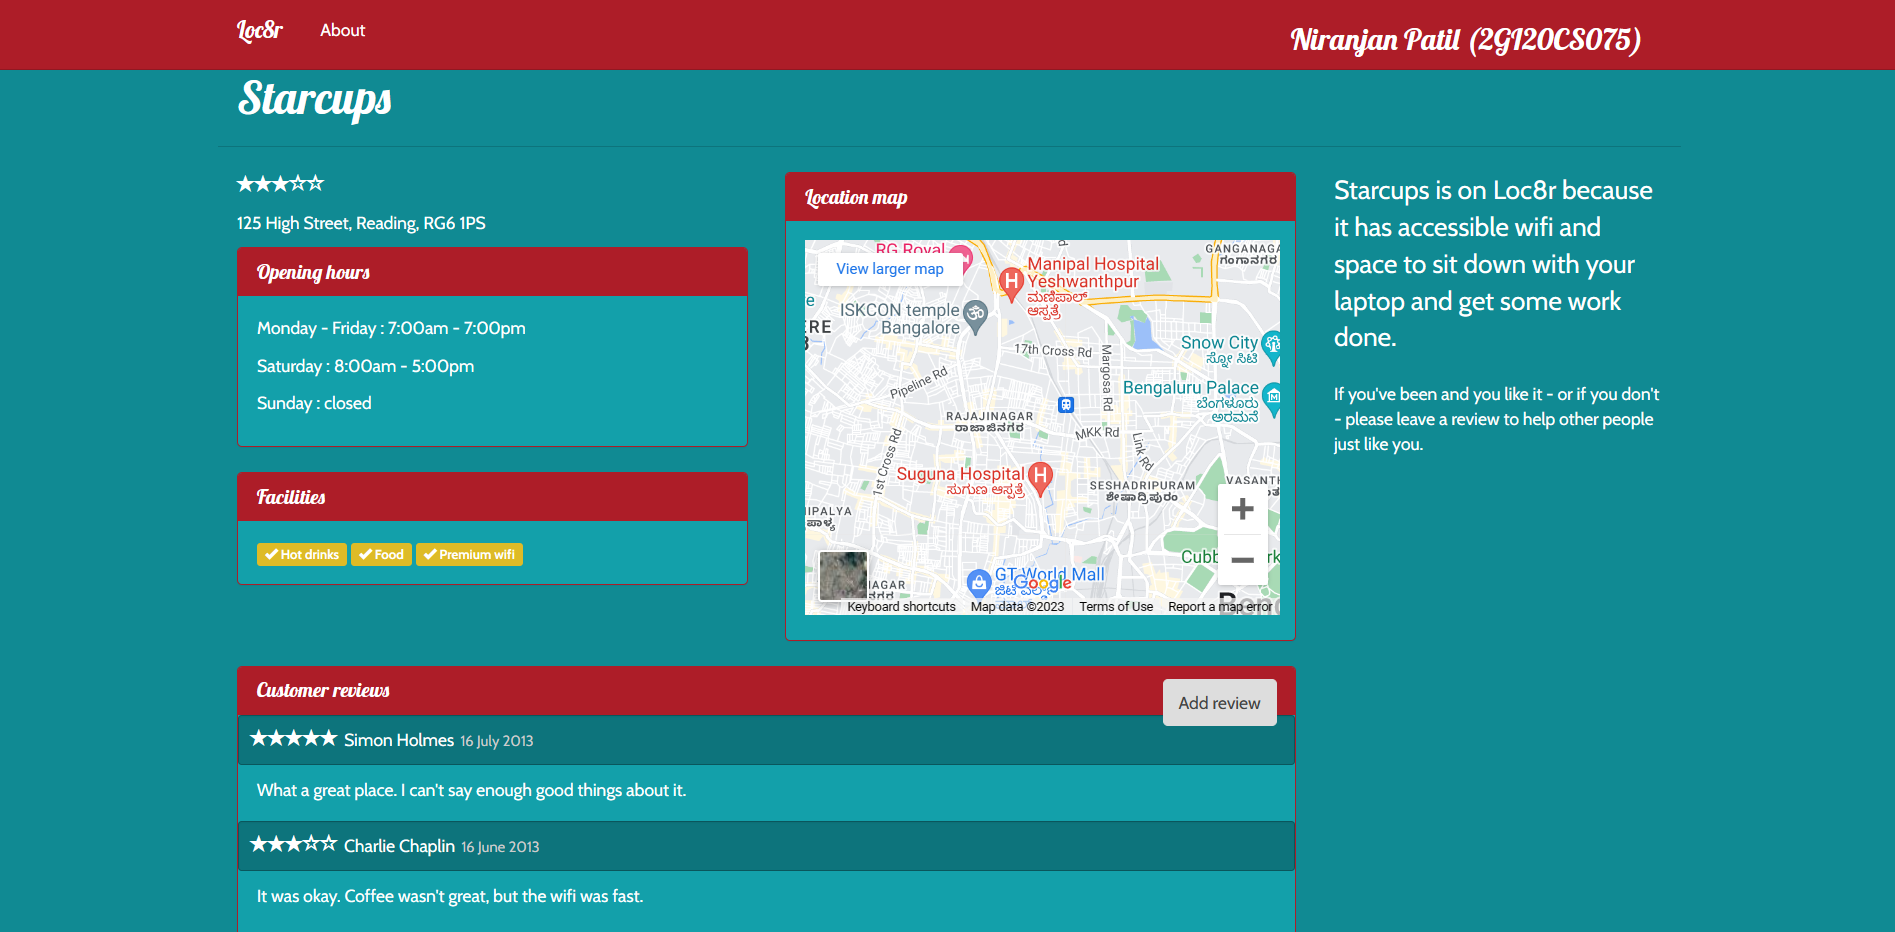 Loc8r
About
Niranjan Patil (2GI20CS075)
Starcups
★★★☆☆
125 High Street, Reading, RG6 1PS
Opening hours
Monday - Friday : 7:00am - 7:00pm
Saturday : 8:00am - 5:00pm
Sunday : closed
Facilities
Hot drinks
Food
Premium wifi
Location map
View larger map
RG Royal
Manipal Hospital
Yeshwanthpur
ಮಣಿಪಾಲ್
ಆಸ್ಪತ್ರೆ
GANGANAGA
ಗಂಗಾನಗರ
ISKCON temple
Bangalore
ERE
17th Cross Rd
Margosa Rd
Snow City
ಸ್ನೋ ಸಿಟಿ
Pipeline Rd
Bengaluru Palace
ಬೆಂಗಳೂರು
ಅರಮನೆ
RAJAJINAGAR
ರಾಜಾಜಿನಗರ
MKK Rd
Link Rd
1st Cross Rd
Suguna Hospital
ಸುಗುಣ ಆಸ್ಪತ್ರೆ
SESHADRIPURAM
ಶೇಷಾದ್ರಿಪುರಂ
VASANTH
IPALYA
ಪಾಳ್ಯ
AGAR
GT World Mall
Google
Keyboard shortcuts
Map data ©2023
Terms of Use
Report a map error
Starcups is on Loc8r because
it has accessible wifi and
space to sit down with your
laptop and get some work
done.
If you've been and you like it - or if you don't
- please leave a review to help other people
just like you.
Customer reviews
Add review
★★★★★ Simon Holmes 16 July 2013
What a great place. I can't say enough good things about it.
★★★☆☆ Charlie Chaplin 16 June 2013
It was okay. Coffee wasn't great, but the wifi was fast.